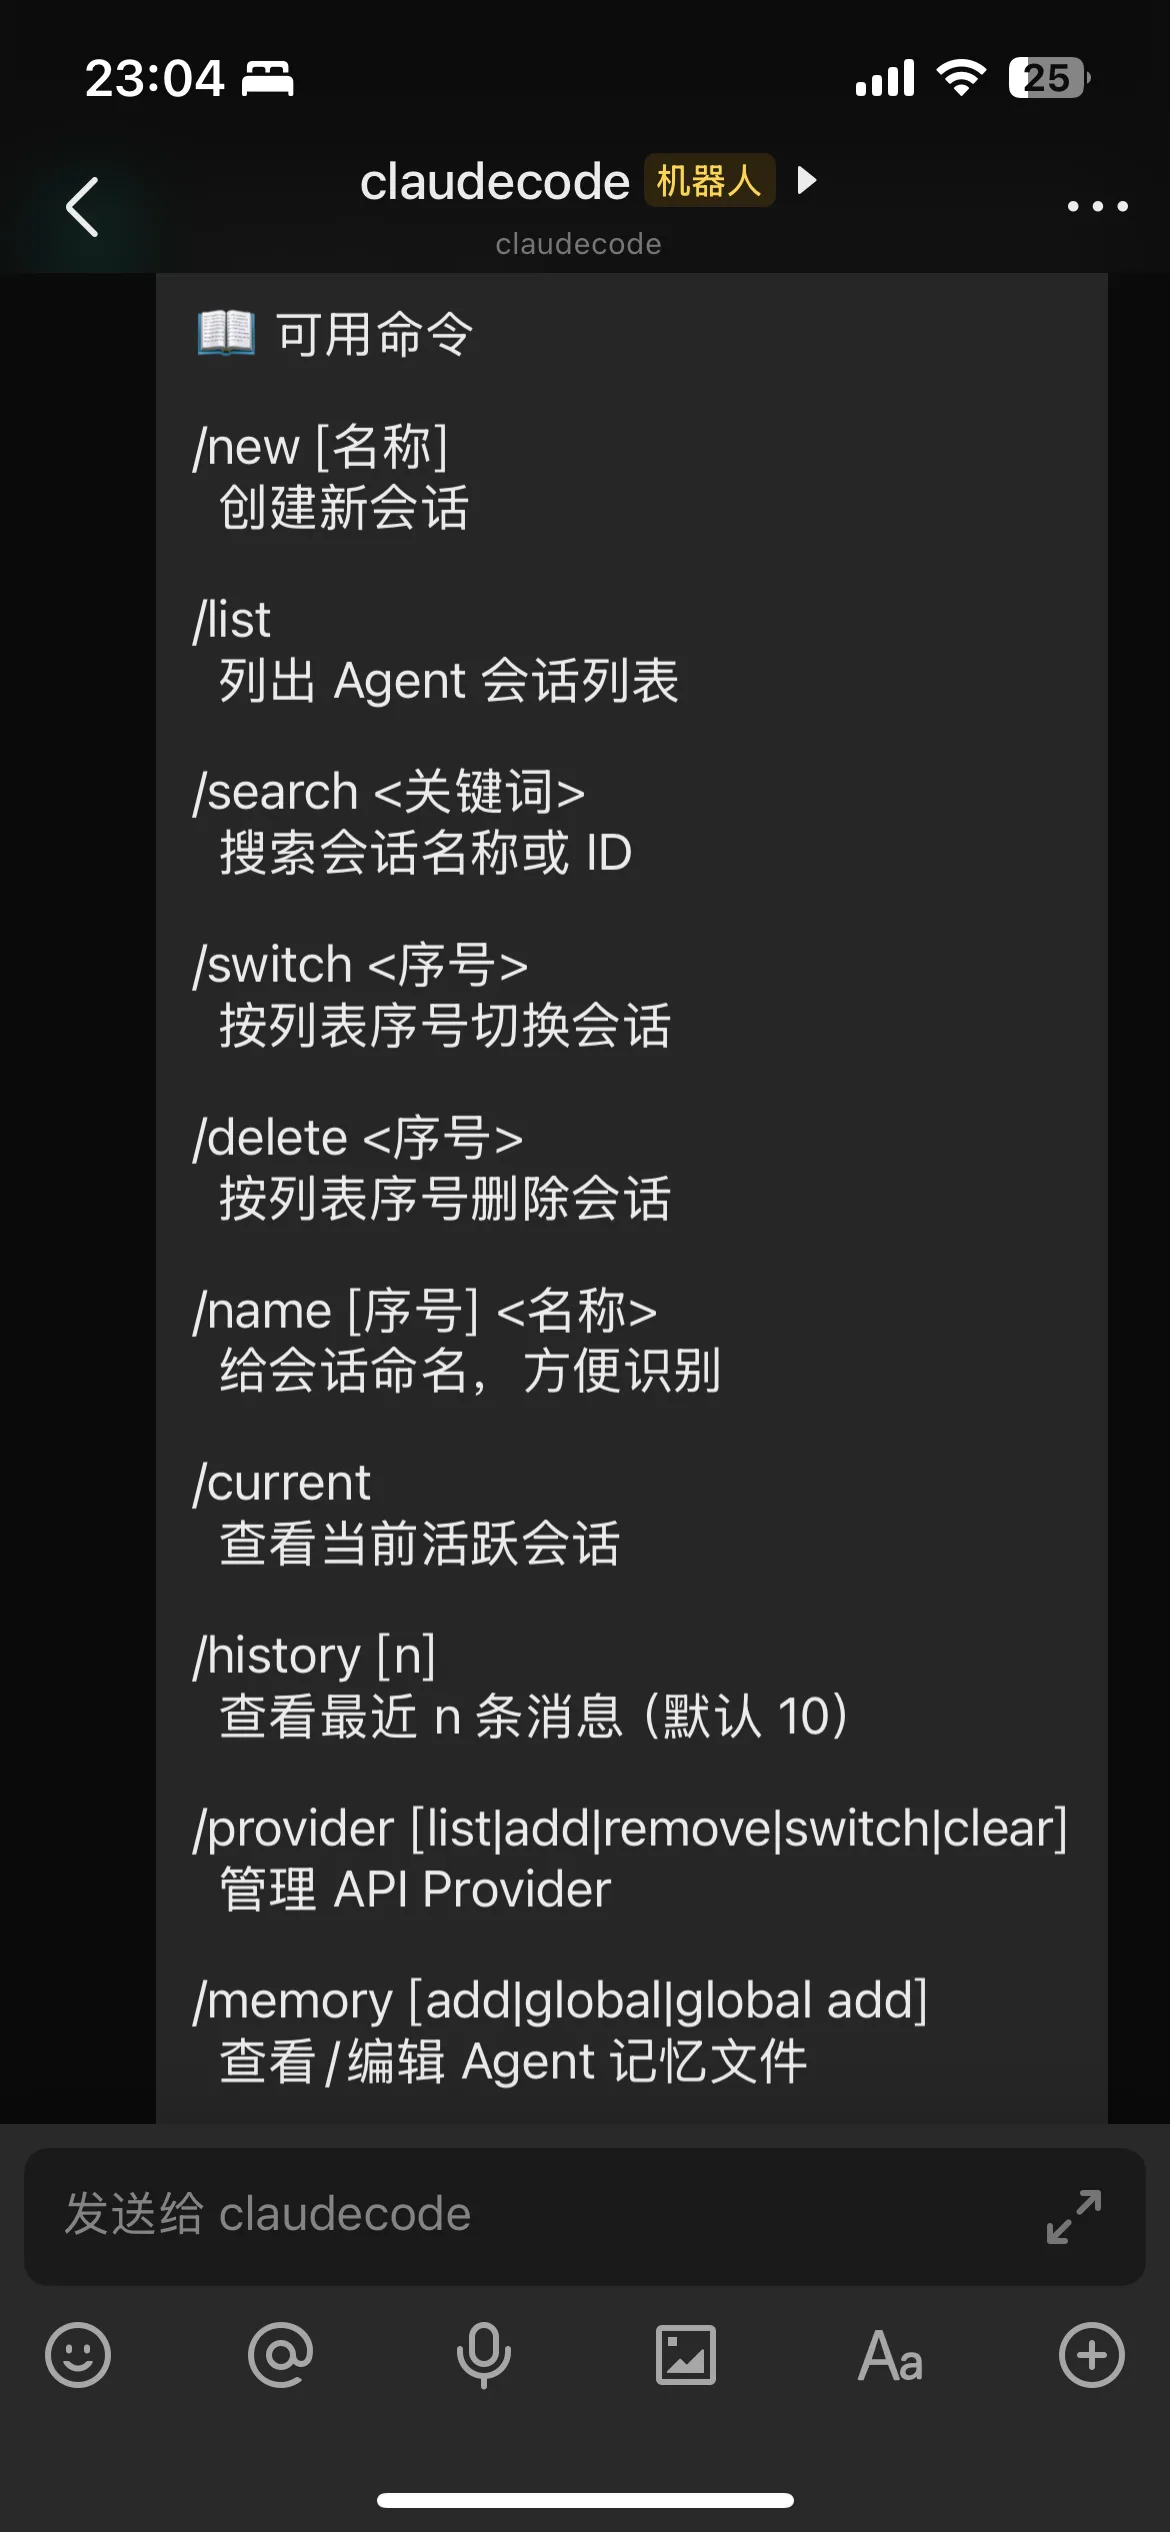 23:04
25
claudecode 机器人
claudecode
可用命令
/new [名称]
创建新会话
/list
列出 Agent 会话列表
/search <关键词>
搜索会话名称或 ID
/switch <序号>
按列表序号切换会话
/delete <序号>
按列表序号删除会话
/name [序号] <名称>
给会话命名，方便识别
/current
查看当前活跃会话
/history [n]
查看最近 n 条消息（默认 10）
/provider [list|add|remove|switch|clear]
管理 API Provider
/memory [add|global|global add]
查看/编辑 Agent 记忆文件
发送给 claudecode
Aa